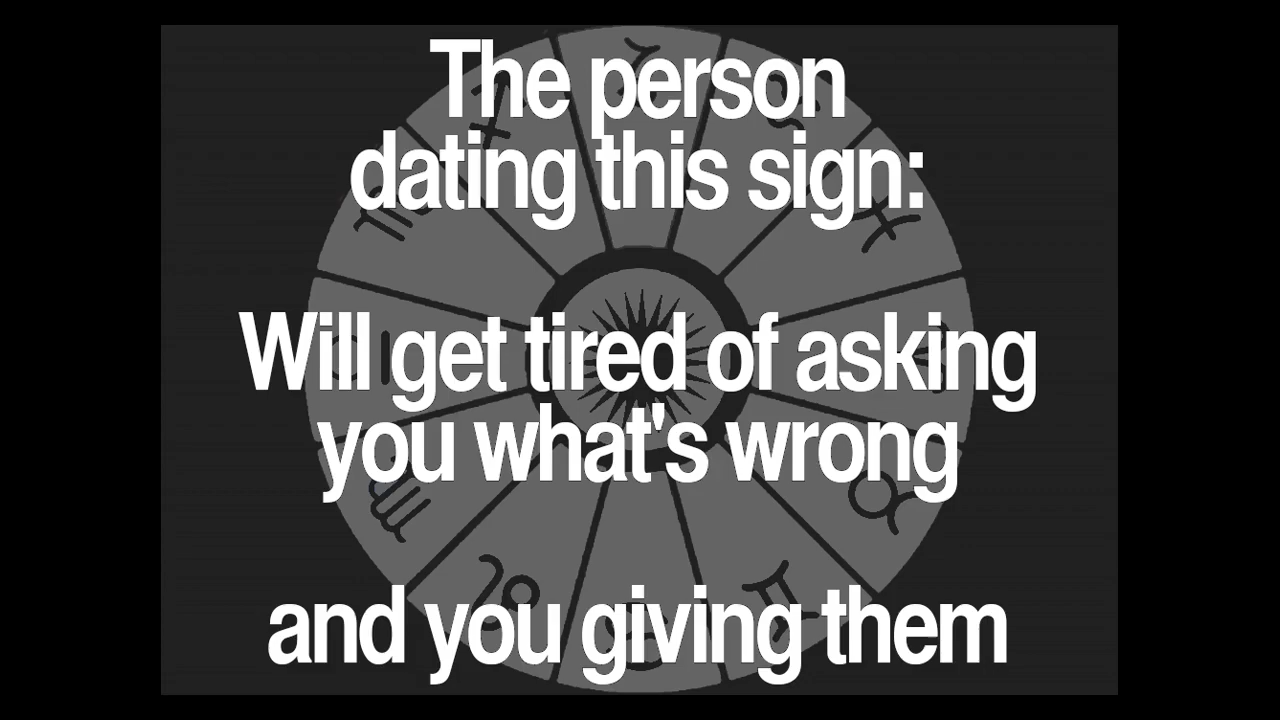 The person
dating this sign:
Will get tired of asking
you what's wrong
and you giving them